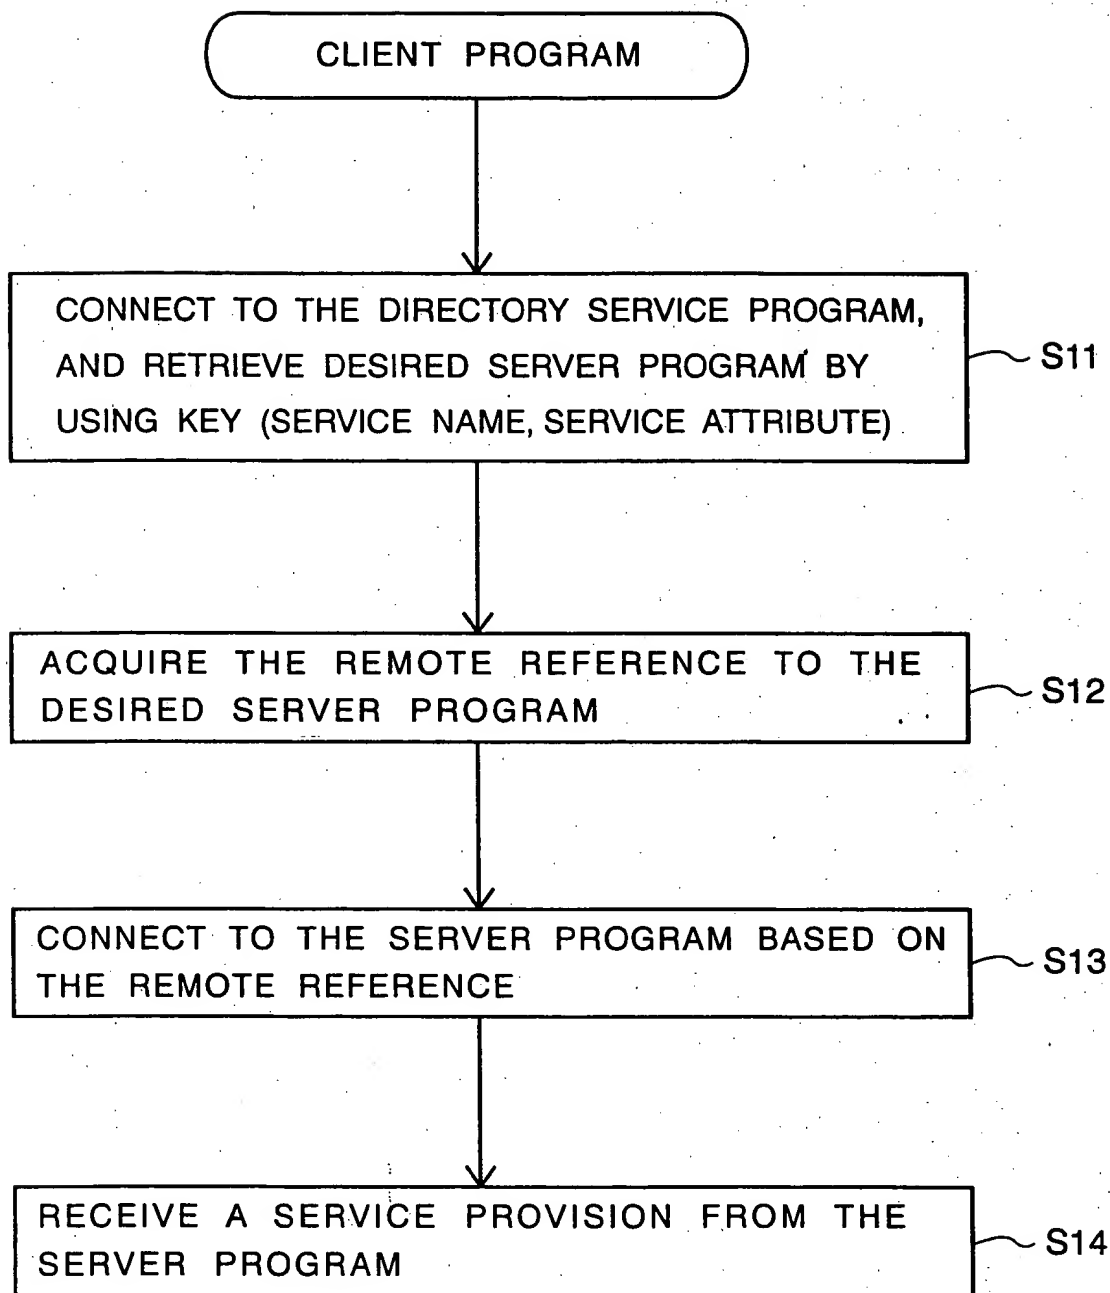 CLIENT PROGRAM
CONNECT TO THE DIRECTORY SERVICE PROGRAM,
AND RETRIEVE DESIRED SERVER PROGRAM BY
USING KEY (SERVICE NAME, SERVICE ATTRIBUTE)
S11
ACQUIRE THE REMOTE REFERENCE TO THE
DESIRED SERVER PROGRAM
S12
CONNECT TO THE SERVER PROGRAM BASED ON
THE REMOTE REFERENCE
S13
RECEIVE A SERVICE PROVISION FROM THE
SERVER PROGRAM
S14